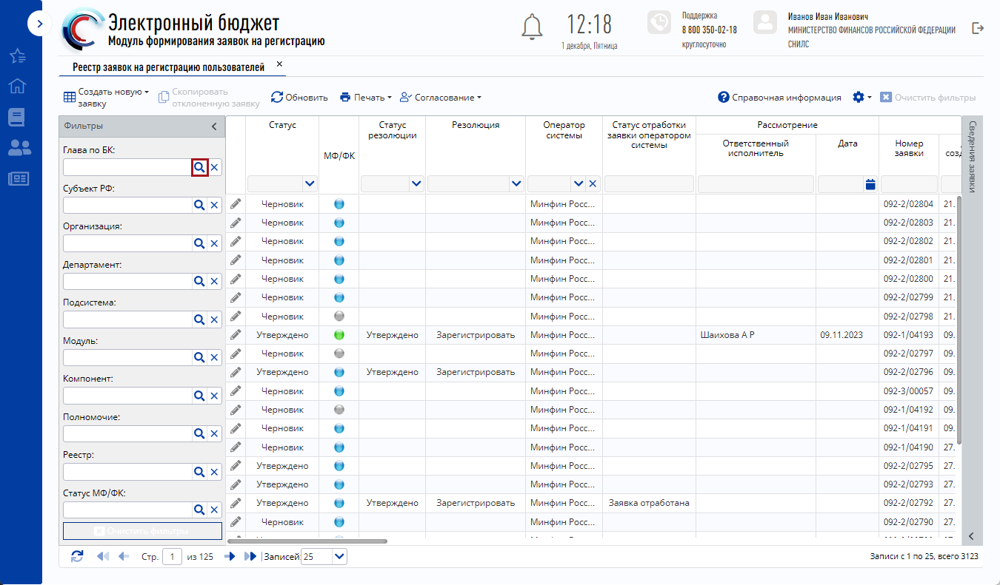 Электронный бюджет
Модуль формирования заявок на регистрацию
12:18
1 декабря, Пятница
Поддержка
8 800 350-02-18
круглосуточно
Иванов Иван Иванович
МИНИСТЕРСТВО ФИНАНСОВ РОССИЙСКОЙ ФЕДЕРАЦИИ
СНИЛС
Реестр заявок на регистрацию пользователей
Создать новую заявку
Скопировать отклоненную заявку
Обновить
Печать
Согласование
Справочная информация
Очистить фильтры
Фильтры
Глава по БК:
Субъект РФ:
Организация:
Департамент:
Подсистема:
Модуль:
Компонент:
Полномочие:
Реестр:
Статус МФ/ФК:
Очистить фильтры
Статус
МФ/ФК
Статус резолюции
Резолюция
Оператор системы
Статус отработки заявки оператором системы
Рассмотрение
Ответственный исполнитель
Дата
Номер заявки
созд
Сведения заявки
Черновик Минфин Росс... 092-2/02804 21.
Черновик Минфин Росс... 092-2/02803 21.
Черновик Минфин Росс... 092-2/02802 21.
Черновик Минфин Росс... 092-2/02801 21.
Черновик Минфин Росс... 092-2/02800 21.
Черновик Минфин Росс... 092-2/02799 21.
Черновик Минфин Росс... 092-2/02798 21.
Утверждено Утверждено Зарегистрировать Минфин Росс... Шаихова А Р 09.11.2023 092-1/04193 09.
Черновик Минфин Росс... 092-2/02797 09.
Утверждено Утверждено Зарегистрировать Минфин Росс... 092-2/02796 09.
Черновик Минфин Росс... 092-3/00057 09.
Черновик Минфин Росс... 092-1/04192 09.
Черновик Минфин Росс... 092-1/04191 09.
Черновик Минфин Росс... 092-1/04190 27.
Утверждено Минфин Росс... 092-2/02795 27.
Утверждено Минфин Росс... 092-2/02793 27.
Утверждено Утверждено Зарегистрировать Минфин Росс... Заявка отработана 092-2/02792 27.
Черновик Минфин Росс... 092-2/02790 27.
Стр. 1 из 125 Записей 25
Записи с 1 по 25, всего 3123